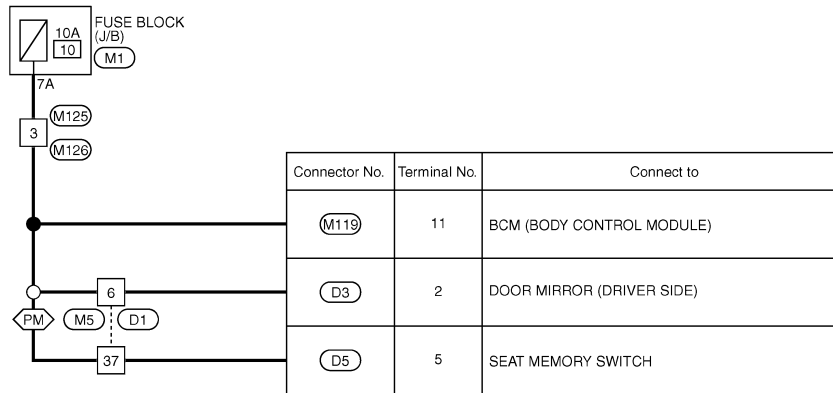 FUSE BLOCK
(J/B)
10A
10
M1
7A
M125
3
M126
Connector No. Terminal No. Connect to
M119 11 BCM (BODY CONTROL MODULE)
6 D3 2 DOOR MIRROR (DRIVER SIDE)
PM M5 D1
37 D5 5 SEAT MEMORY SWITCH